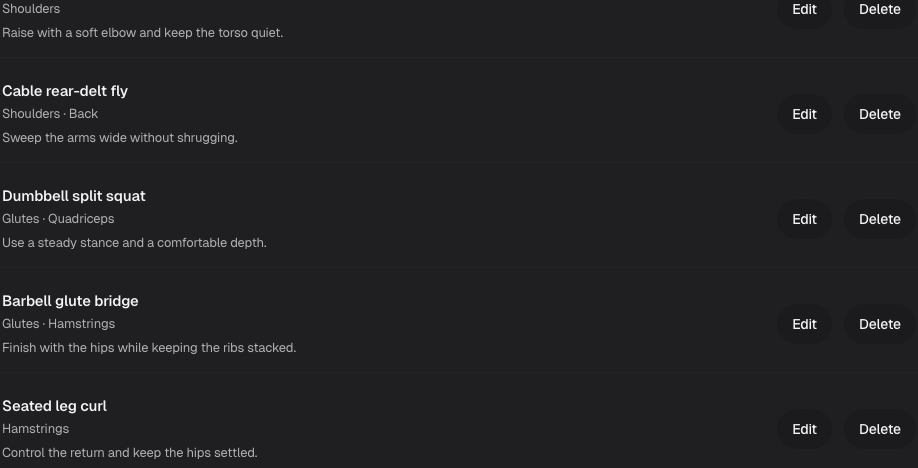 Shoulders
Edit
Delete
Raise with a soft elbow and keep the torso quiet.
Cable rear-delt fly
Shoulders · Back
Edit
Delete
Sweep the arms wide without shrugging.
Dumbbell split squat
Glutes · Quadriceps
Edit
Delete
Use a steady stance and a comfortable depth.
Barbell glute bridge
Glutes · Hamstrings
Edit
Delete
Finish with the hips while keeping the ribs stacked.
Seated leg curl
Hamstrings
Edit
Delete
Control the return and keep the hips settled.